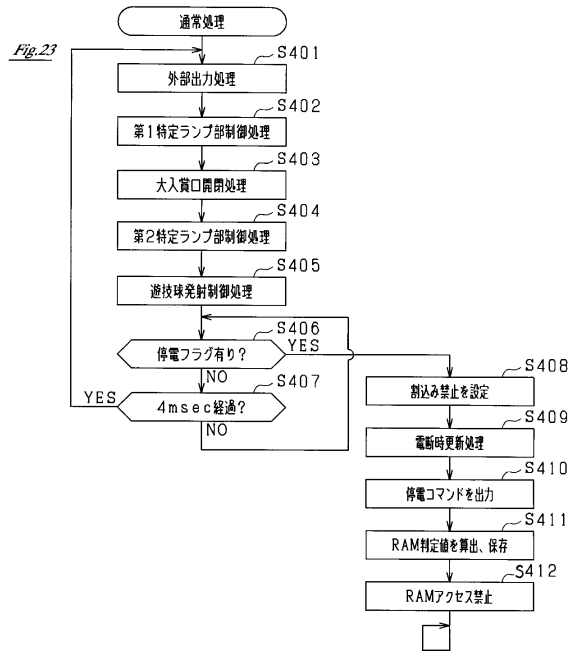 通常処理
Fig.23
S401
外部出力処理
S402
第1特定ランプ部制御処理
S403
大入賞口開閉処理
S404
第2特定ランプ部制御処理
S405
遊技球発射制御処理
S406
停電フラグ有り?
YES
NO
S407
4msec経過?
YES
NO
S408
割込み禁止を設定
S409
電断時更新処理
S410
停電コマンドを出力
S411
RAM判定値を算出、保存
S412
RAMアクセス禁止